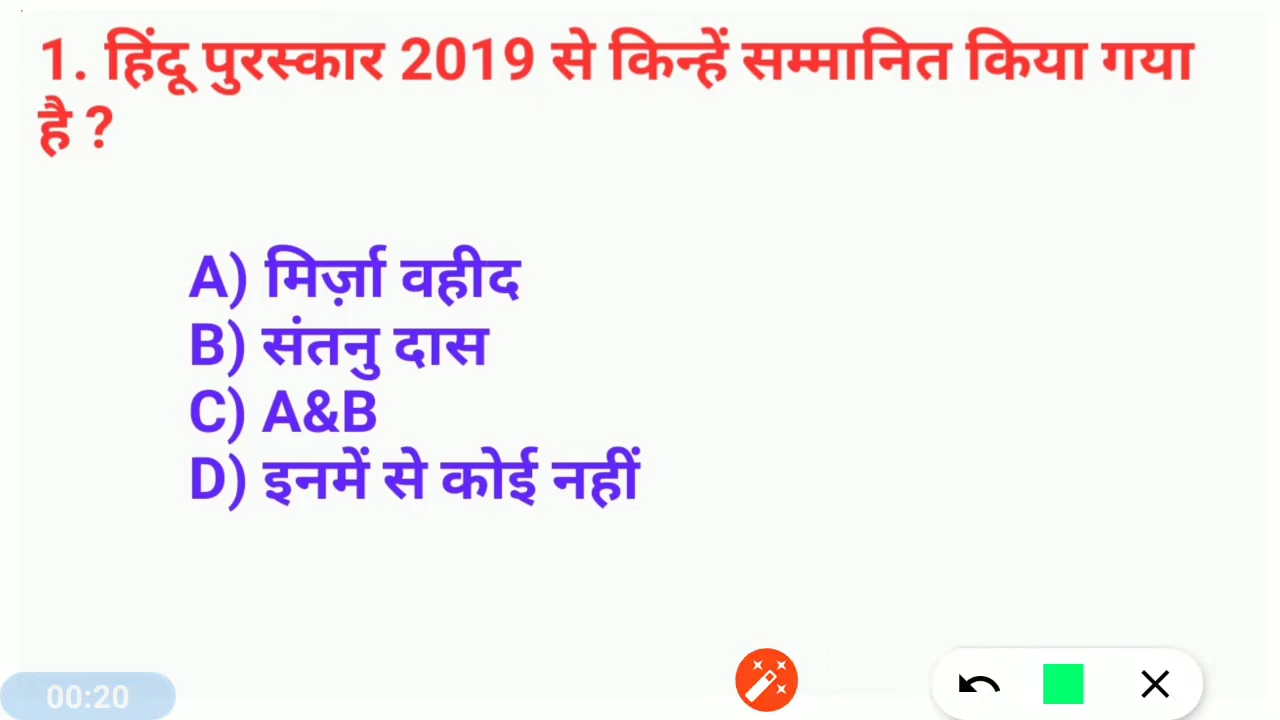 1. हिंदू पुरस्कार 2019 से किन्हें सम्मानित किया गया
है ?
A) मिर्ज़ा वहीद
B) संतनु दास
C) A&B
D) इनमें से कोई नहीं
00:20